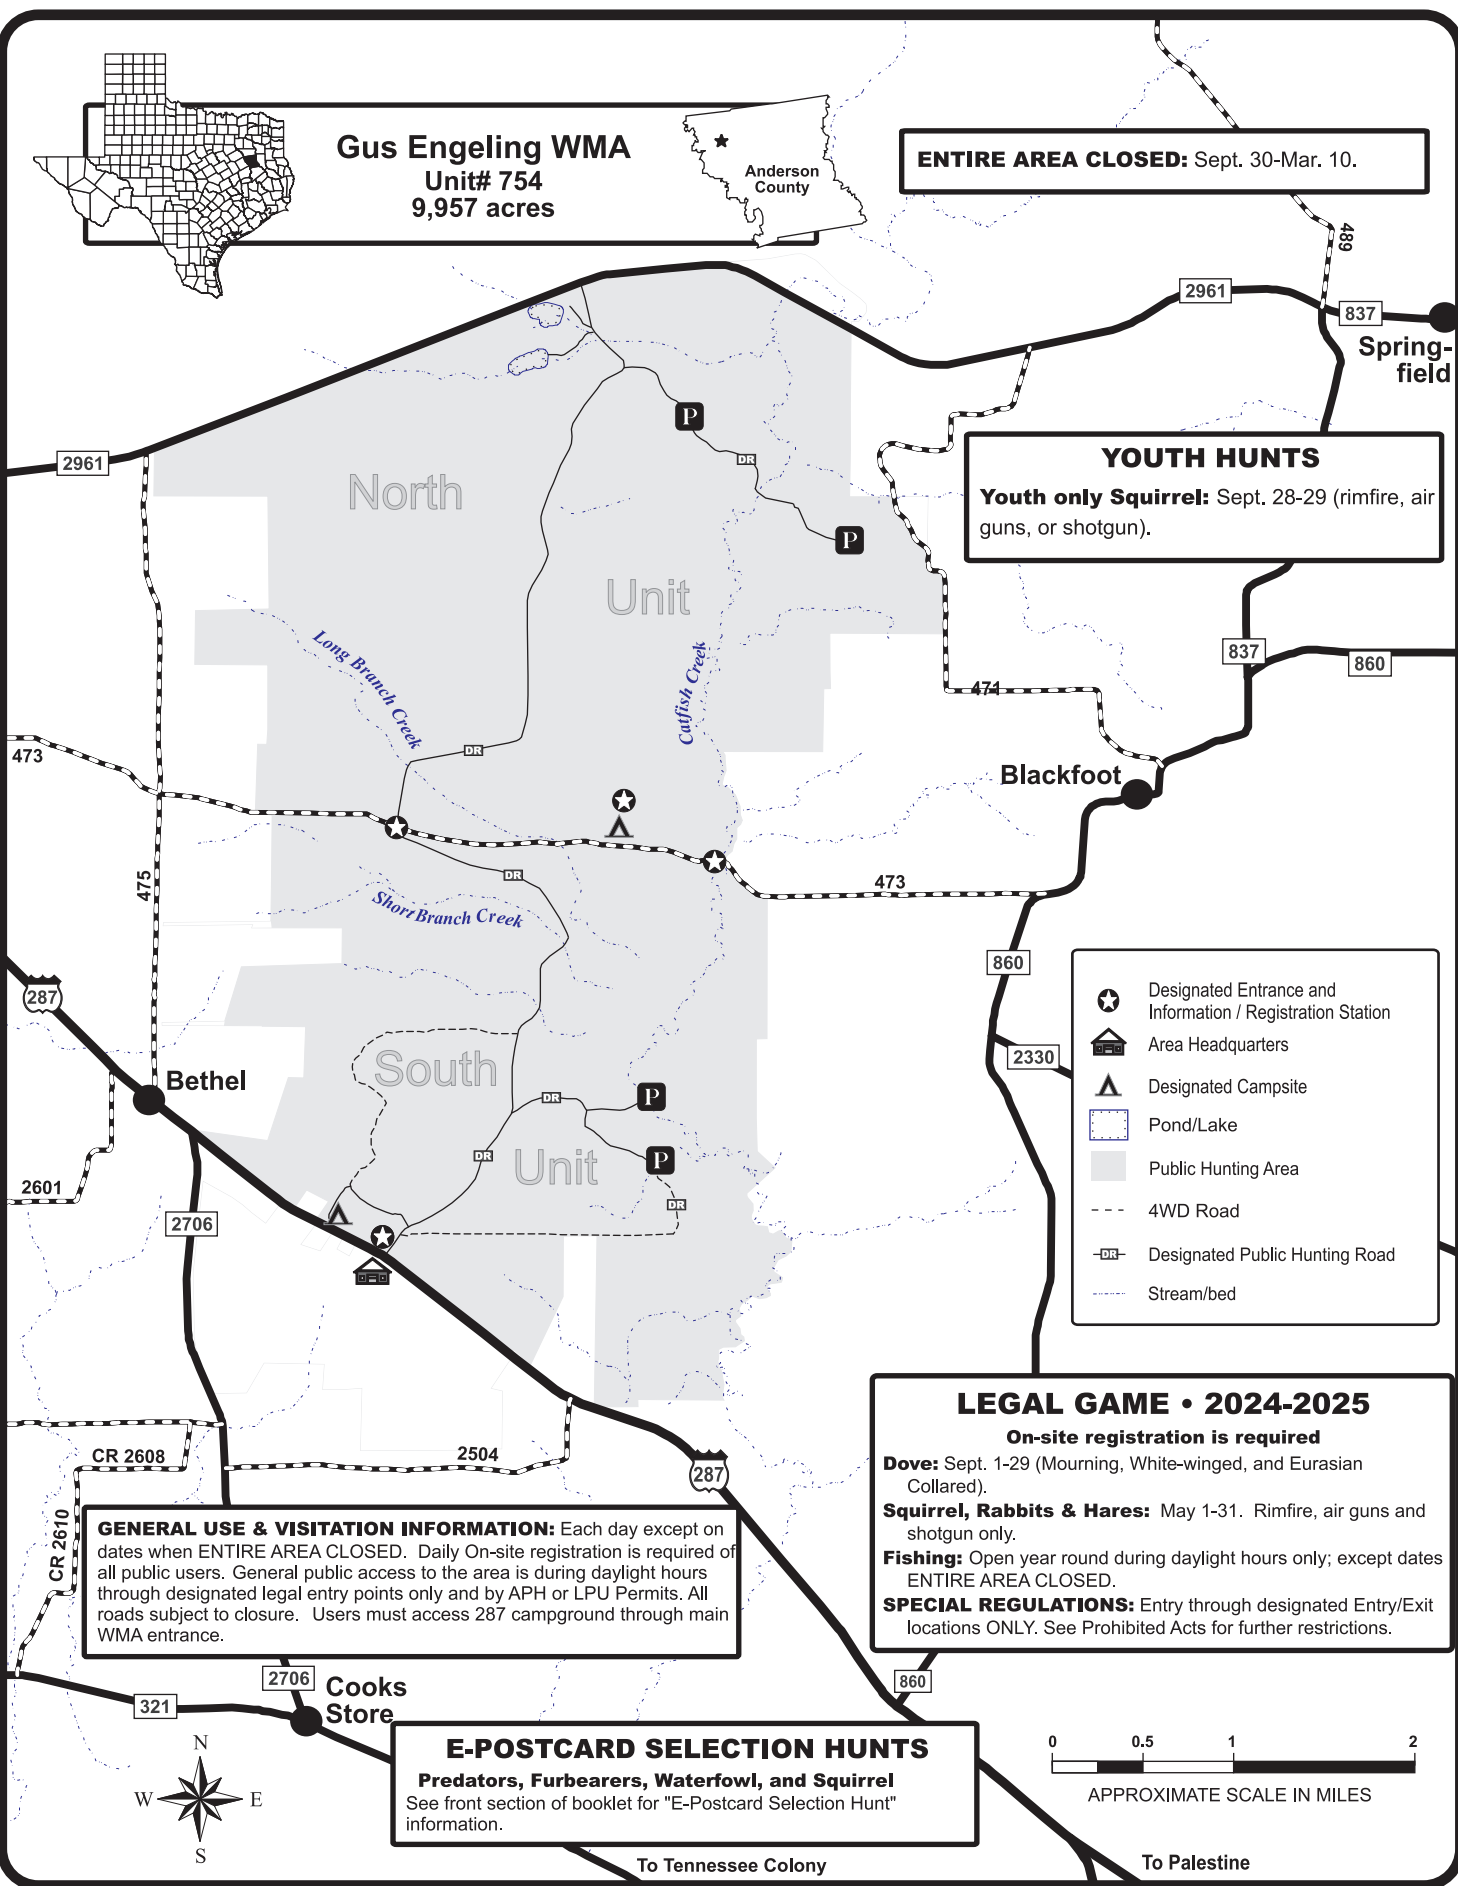 Gus Engeling WMA
Unit# 754
9,957 acres
Anderson
County
ENTIRE AREA CLOSED: Sept. 30-Mar. 10.
489
2961
837
Spring-
field
YOUTH HUNTS
Youth only Squirrel: Sept. 28-29 (rimfire, air
guns, or shotgun).
2961
North
Unit
P
DR
P
Long Branch Creek
Catfish Creek
837
860
471
473
DR
Blackfoot
475
DR
473
Short Branch Creek
860
287
2330
South
Unit
Bethel
DR
P
DR
P
DR
2601
2706
Designated Entrance and
Information / Registration Station
Area Headquarters
Designated Campsite
Pond/Lake
Public Hunting Area
4WD Road
DR
Designated Public Hunting Road
Stream/bed
LEGAL GAME • 2024-2025
On-site registration is required
Dove: Sept. 1-29 (Mourning, White-winged, and Eurasian
Collared).
Squirrel, Rabbits & Hares: May 1-31. Rimfire, air guns and
shotgun only.
Fishing: Open year round during daylight hours only; except dates
ENTIRE AREA CLOSED.
SPECIAL REGULATIONS: Entry through designated Entry/Exit
locations ONLY. See Prohibited Acts for further restrictions.
CR 2608
2504
287
CR 2610
GENERAL USE & VISITATION INFORMATION: Each day except on
dates when ENTIRE AREA CLOSED. Daily On-site registration is required of
all public users. General public access to the area is during daylight hours
through designated legal entry points only and by APH or LPU Permits. All
roads subject to closure. Users must access 287 campground through main
WMA entrance.
860
2706
Cooks
Store
321
E-POSTCARD SELECTION HUNTS
Predators, Furbearers, Waterfowl, and Squirrel
See front section of booklet for "E-Postcard Selection Hunt"
information.
N
W
E
S
0 0.5 1 2
APPROXIMATE SCALE IN MILES
To Tennessee Colony
To Palestine